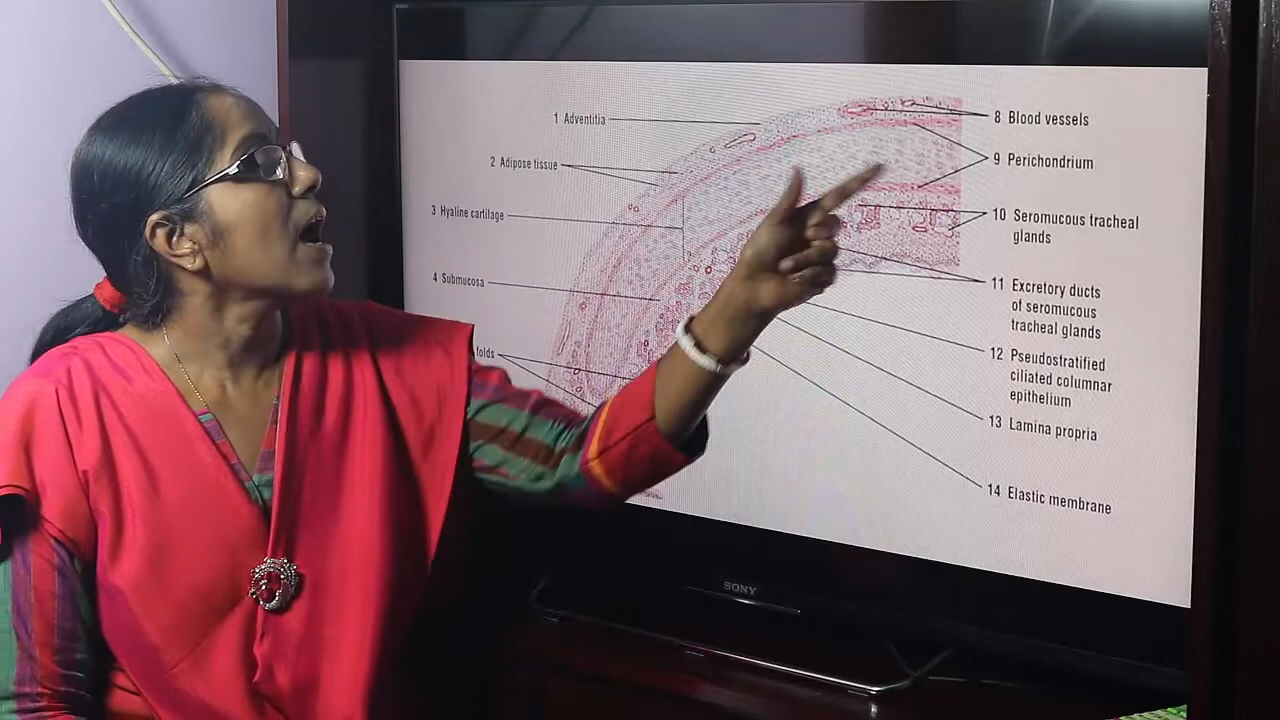 1 Adventitia
2 Adipose tissue
3 Hyaline cartilage
4 Submucosa
folds
8 Blood vessels
9 Perichondrium
10 Seromucous tracheal
glands
11 Excretory ducts
of seromucous
tracheal glands
12 Pseudostratified
ciliated columnar
epithelium
13 Lamina propria
14 Elastic membrane
SONY